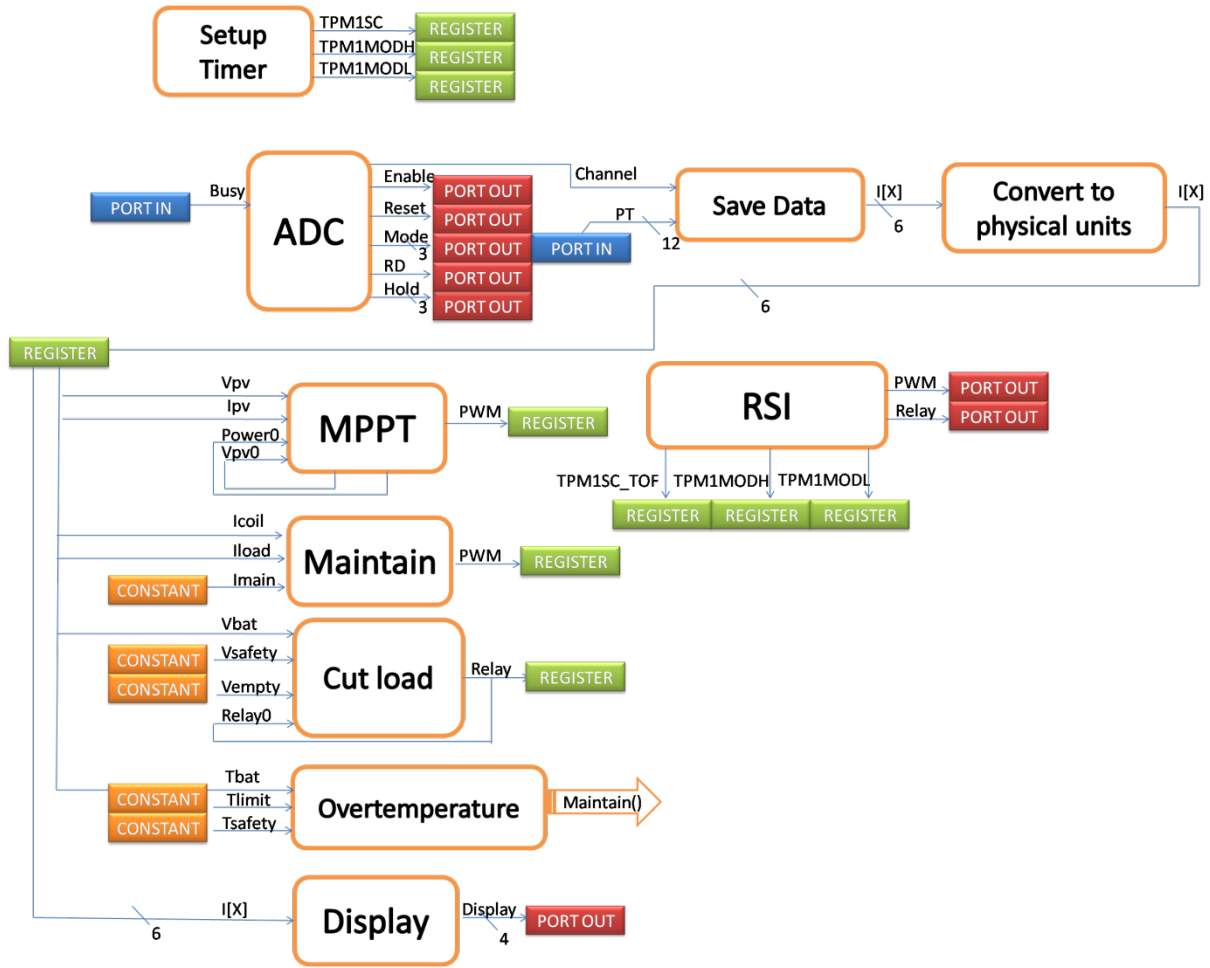 Setup
Timer
TPM1SC
REGISTER
TPM1MODH
REGISTER
TPM1MODL
REGISTER
PORT IN
Busy
ADC
Enable
PORT OUT
Reset
PORT OUT
Mode
3
PORT OUT
RD
PORT OUT
Hold
3
PORT OUT
Channel
PORT IN
PT
12
Save Data
I[X]
6
Convert to
physical units
I[X]
6
REGISTER
Vpv
Ipv
Power0
Vpv0
MPPT
PWM
REGISTER
RSI
PWM
PORT OUT
Relay
PORT OUT
TPM1SC_TOF
TPM1MODH
TPM1MODL
REGISTER
REGISTER
REGISTER
Icoil
Iload
CONSTANT
Imain
Maintain
PWM
REGISTER
Vbat
CONSTANT
Vsafety
CONSTANT
Vempty
Relay0
Cut load
Relay
REGISTER
Tbat
CONSTANT
Tlimit
CONSTANT
Tsafety
Overtemperature
Maintain()
6
I[X]
Display
Display
4
PORT OUT